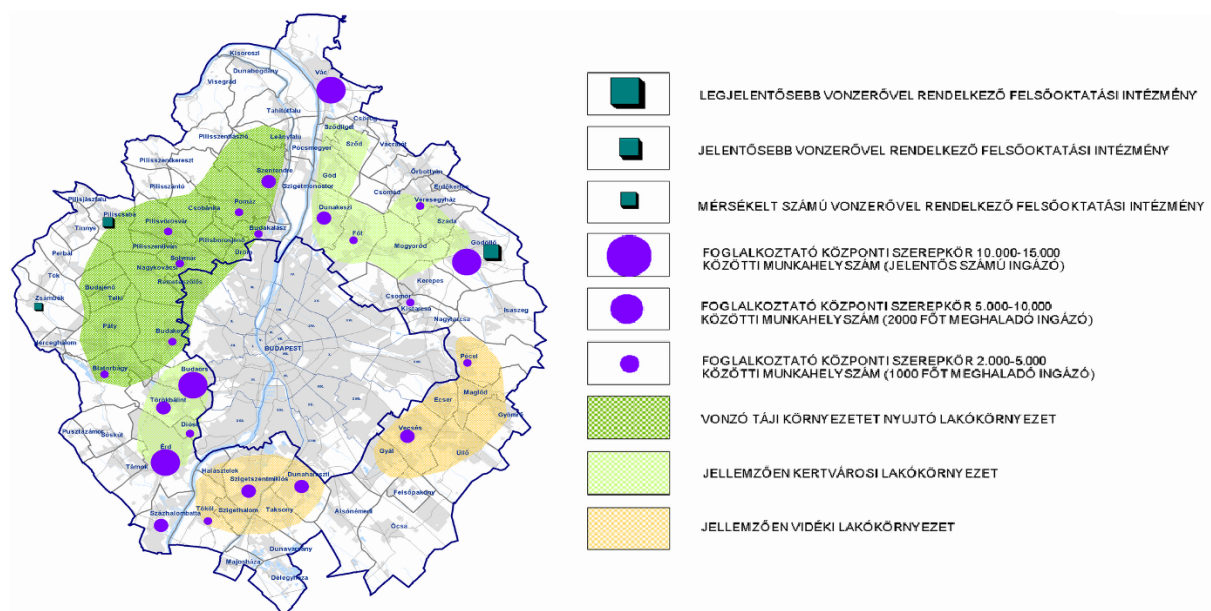 Kisoroszi
Vác
Dunabogdány
Visegrád
Tahitótfalu
Csörög
Sződliget
Pilisszentlászló
Leányfalu
Sződ
Vácrátót
Pócsmegyer
Pilisszentkereszt
Őrbottyán
Szentendre
Göd
Erdőkertes
Pilisszántó
Szigetmonostor
Csomád
Veresegyház
Pilisjászfalu
Pomáz
Dunakeszi
Piliscsaba
Csobánka
Szada
Tinnye
Pilisvörösvár
Budakalász
Fót
Pilisborosjenő
Mogyoród
Gödöllő
Pilisszentiván
Üröm
Perbál
Solymár
Nagykovácsi
Kerepes
Tök
Remeteszőlős
Budajenő
Telki
Csömör
Zsámbék
Kistarcsa
Isaszeg
Nagytarcsa
Páty
Budakeszi
Herceghalom
BUDAPEST
Pécel
Biatorbágy
Budaörs
Maglód
Törökbálint
Ecser
Gyömrő
Diósd
Pusztazámor
Sóskút
Vecsés
Érd
Gyál
Üllő
Tárnok
Halásztelek
Dunaharaszti
Szigetszentmiklós
Felsőpakony
Százhalombatta
Tököl
Szigethalom
Taksony
Alsónémedi
Ócsa
Dunavarsány
Majosháza
Délegyháza
LEGJELENTŐSEBB VONZERŐVEL RENDELKEZŐ FELSŐOKTATÁSI INTÉZMÉNY
JELENTŐSEBB VONZERŐVEL RENDELKEZŐ FELSŐOKTATÁSI INTÉZMÉNY
MÉRSÉKELT SZÁMÚ VONZERŐVEL RENDELKEZŐ FELSŐOKTATÁSI INTÉZMÉNY
FOGLALKOZTATÓ KÖZPONTI SZEREPKÖR 10.000-15.000
KÖZÖTTI MUNKAHELYSZÁM (JELENTŐS SZÁMÚ INGÁZÓ)
FOGLALKOZTATÓ KÖZPONTI SZEREPKÖR 5.000-10.000
KÖZÖTTI MUNKAHELYSZÁM (2000 FŐT MEGHALADÓ INGÁZÓ)
FOGLALKOZTATÓ KÖZPONTI SZEREPKÖR 2.000-5.000
KÖZÖTTI MUNKAHELYSZÁM (1000 FŐT MEGHALADÓ INGÁZÓ)
VONZÓ TÁJI KÖRNYEZETET NYUJTÓ LAKÓKÖRNYEZET
JELLEMZŐEN KERTVÁROSI LAKÓKÖRNYEZET
JELLEMZŐEN VIDÉKI LAKÓKÖRNYEZET